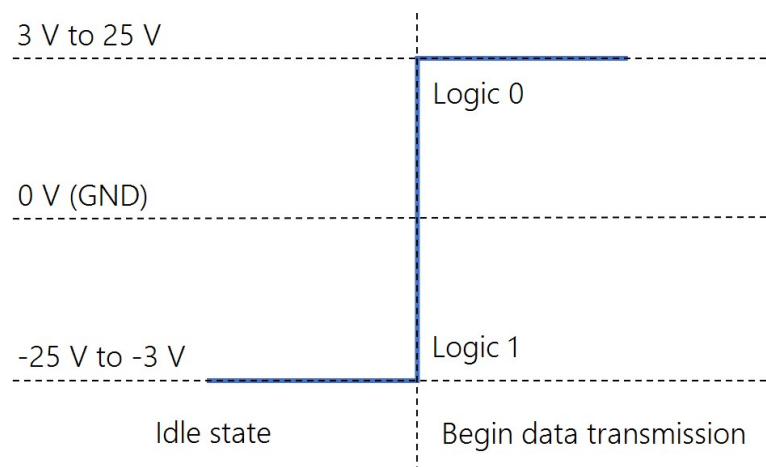 3 V to 25 V
Logic 0
0 V (GND)
Logic 1
-25 V to -3 V
Idle state
Begin data transmission